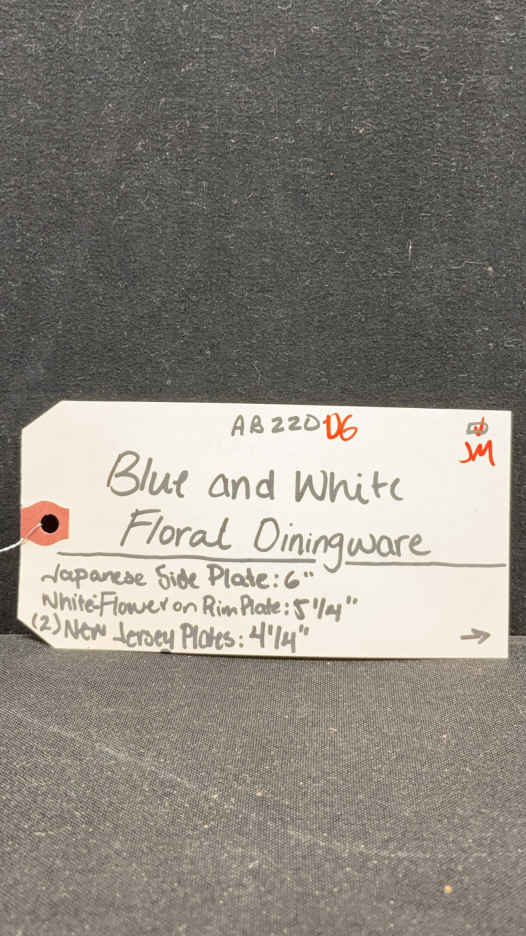 AB220 D6
JM
Blue and White
Floral Diningware
Japanese Side Plate: 6"
White Flower on Rim Plate: 5 1/4"
(2) New Jersey Plates: 4 1/4"
→